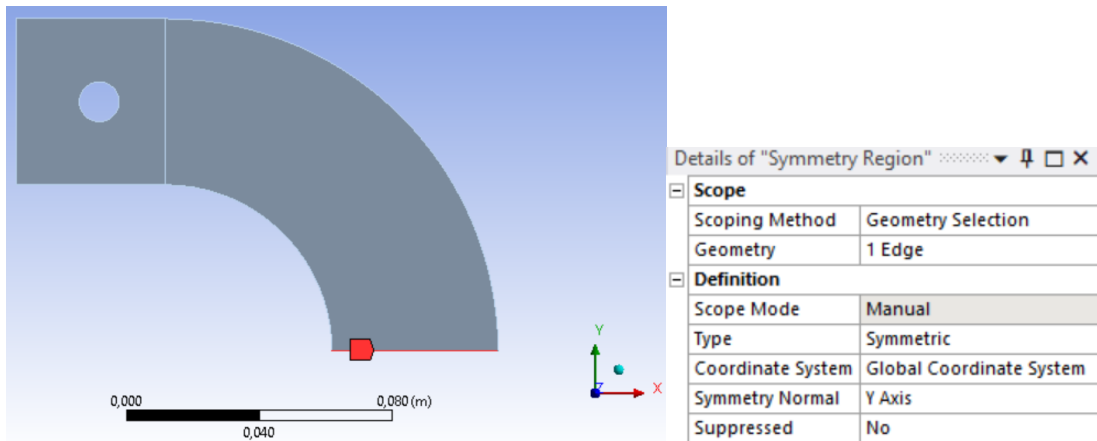 0,000
0,080 (m)
0,040
Y
Z
X
Details of "Symmetry Region"
Scope
Scoping Method Geometry Selection
Geometry 1 Edge
Definition
Scope Mode Manual
Type Symmetric
Coordinate System Global Coordinate System
Symmetry Normal Y Axis
Suppressed No